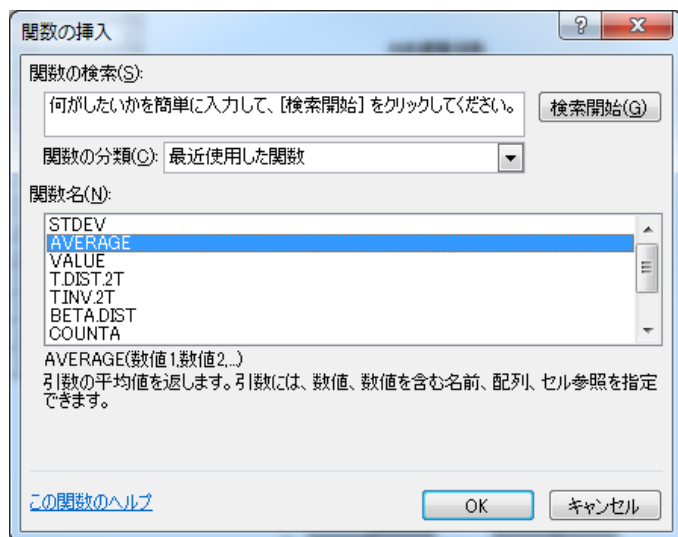 関数の挿入
関数の検索(S):
何がしたいかを簡単に入力して、[検索開始] をクリックしてください。
検索開始(G)
関数の分類(C): 最近使用した関数
関数名(N):
STDEV
AVERAGE
VALUE
T.DIST.2T
T.INV.2T
BETA.DIST
COUNTA
AVERAGE(数値1,数値2,...)
引数の平均値を返します。引数には、数値、数値を含む名前、配列、セル参照を指定
できます。
この関数のヘルプ
OK
キャンセル